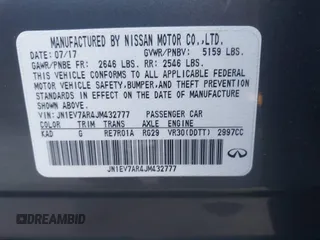 MANUFACTURED BY NISSAN MOTOR CO.,LTD.
DATE: 07/17 GVWR/PNBV: 5159 LBS.
GAWR/PNBE FR: 2646 LBS. RR: 2546 LBS.
THIS VEHICLE CONFORMS TO ALL APPLICABLE FEDERAL
MOTOR VEHICLE SAFETY, BUMPER, AND THEFT PREVENTION
STANDARDS IN EFFECT ON THE DATE OF MANUFACTURE
SHOWN ABOVE.
JN1EV7AR4JM432777 PASSENGER CAR
COLOR TRIM TRANS AXLE ENGINE
KAD G RE7R01A RG29 VR30(DDTT) 2997CC
JN1EV7AR4JM432777
INFINITI
DREAMBID